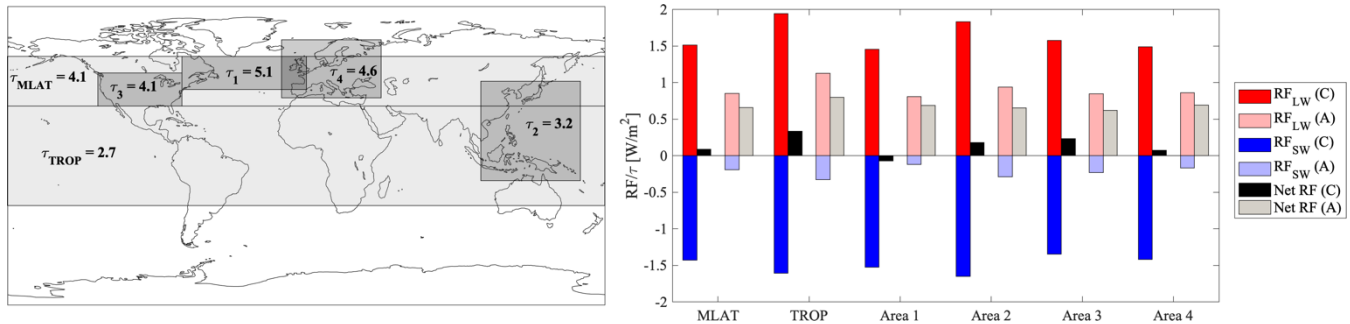 τMLAT = 4.1
τ3 = 4.1
τ1 = 5.1
τ4 = 4.6
τ2 = 3.2
τTROP = 2.7
RF/τ [W/m²]
2
1.5
1
0.5
0
-0.5
-1
-1.5
-2
MLAT TROP Area 1 Area 2 Area 3 Area 4
RFLW (C)
RFLW (A)
RFSW (C)
RFSW (A)
Net RF (C)
Net RF (A)